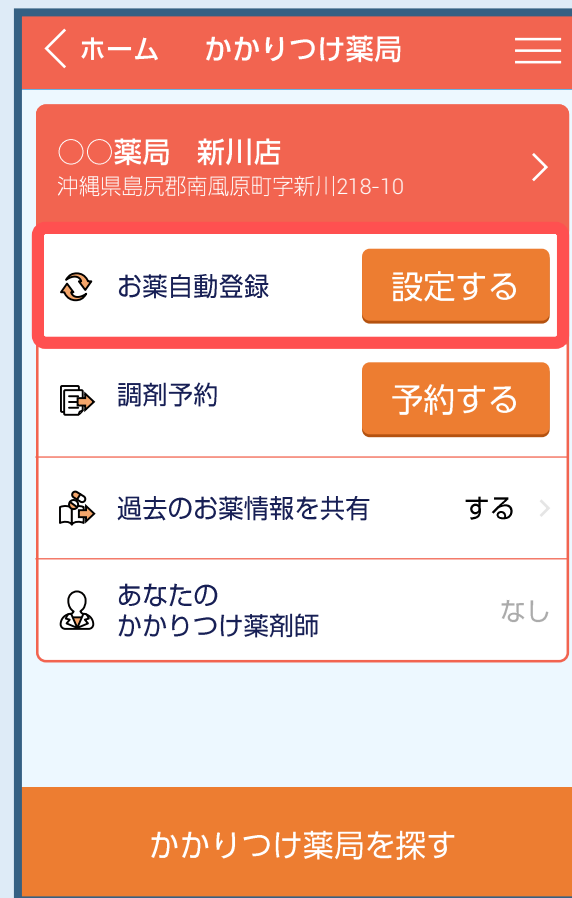 ホーム かかりつけ薬局
○○薬局 新川店
沖縄県島尻郡南風原町字新川218-10
お薬自動登録 設定する
調剤予約 予約する
過去のお薬情報を共有 する
あなたの
かかりつけ薬剤師 なし
かかりつけ薬局を探す